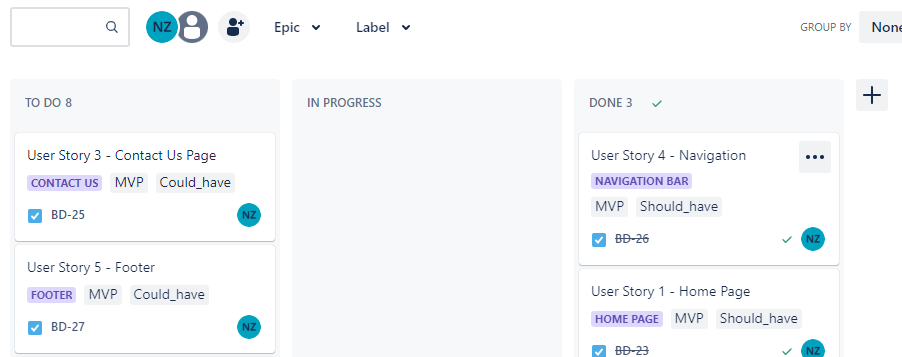 NZ Epic Label GROUP BY None
TO DO 8
User Story 3 - Contact Us Page
CONTACT US MVP Could_have
BD-25 NZ
User Story 5 - Footer
FOOTER MVP Could_have
BD-27 NZ
IN PROGRESS
DONE 3
User Story 4 - Navigation
NAVIGATION BAR
MVP Should_have
BD-26 NZ
User Story 1 - Home Page
HOME PAGE MVP Should_have
BD-23 NZ